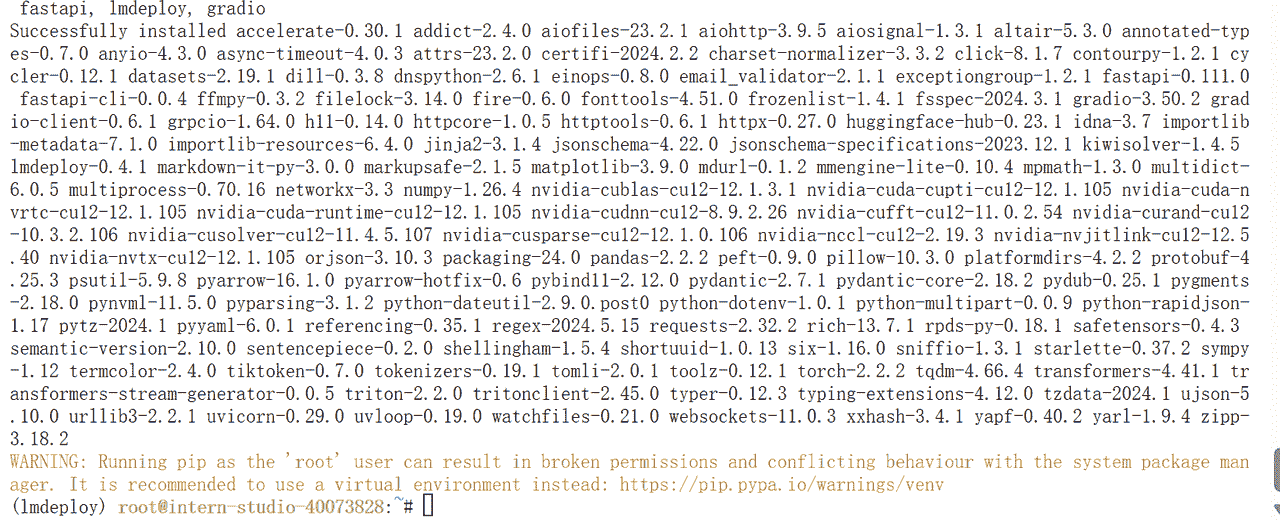 fastapi, lmdeploy, gradio
Successfully installed accelerate-0.30.1 addict-2.4.0 aiofiles-23.2.1 aiohttp-3.9.5 aiosignal-1.3.1 altair-5.3.0 annotated-typ
es-0.7.0 anyio-4.3.0 async-timeout-4.0.3 attrs-23.2.0 certifi-2024.2.2 charset-normalizer-3.3.2 click-8.1.7 contourpy-1.2.1 cy
cler-0.12.1 datasets-2.19.1 dill-0.3.8 dnspython-2.6.1 einops-0.8.0 email_validator-2.1.1 exceptiongroup-1.2.1 fastapi-0.111.0
fastapi-cli-0.0.4 ffmpy-0.3.2 filelock-3.14.0 fire-0.6.0 fonttools-4.51.0 frozenlist-1.4.1 fsspec-2024.3.1 gradio-3.50.2 grad
io-client-0.6.1 grpcio-1.64.0 h11-0.14.0 httpcore-1.0.5 httptools-0.6.1 httpx-0.27.0 huggingface-hub-0.23.1 idna-3.7 importlib
-metadata-7.1.0 importlib-resources-6.4.0 jinja2-3.1.4 jsonschema-4.22.0 jsonschema-specifications-2023.12.1 kiwisolver-1.4.5
lmdeploy-0.4.1 markdown-it-py-3.0.0 markupsafe-2.1.5 matplotlib-3.9.0 mdurl-0.1.2 mmengine-lite-0.10.4 mpmath-1.3.0 multidict-
6.0.5 multiprocess-0.70.16 networkx-3.3 numpy-1.26.4 nvidia-cublas-cu12-12.1.3.1 nvidia-cuda-cupti-cu12-12.1.105 nvidia-cuda-n
vrtc-cu12-12.1.105 nvidia-cuda-runtime-cu12-12.1.105 nvidia-cudnn-cu12-8.9.2.26 nvidia-cufft-cu12-11.0.2.54 nvidia-curand-cu12
-10.3.2.106 nvidia-cusolver-cu12-11.4.5.107 nvidia-cusparse-cu12-12.1.0.106 nvidia-nccl-cu12-2.19.3 nvidia-nvjitlink-cu12-12.5
.40 nvidia-nvtx-cu12-12.1.105 orjson-3.10.3 packaging-24.0 pandas-2.2.2 peft-0.9.0 pillow-10.3.0 platformdirs-4.2.2 protobuf-4
.25.3 psutil-5.9.8 pyarrow-16.1.0 pyarrow-hotfix-0.6 pybind11-2.12.0 pydantic-2.7.1 pydantic-core-2.18.2 pydub-0.25.1 pygments
-2.18.0 pynvml-11.5.0 pyparsing-3.1.2 python-dateutil-2.9.0.post0 python-dotenv-1.0.1 python-multipart-0.0.9 python-rapidjson-
1.17 pytz-2024.1 pyyaml-6.0.1 referencing-0.35.1 regex-2024.5.15 requests-2.32.2 rich-13.7.1 rpds-py-0.18.1 safetensors-0.4.3
semantic-version-2.10.0 sentencepiece-0.2.0 shellingham-1.5.4 shortuuid-1.0.13 six-1.16.0 sniffio-1.3.1 starlette-0.37.2 sympy
-1.12 termcolor-2.4.0 tiktoken-0.7.0 tokenizers-0.19.1 tomli-2.0.1 toolz-0.12.1 torch-2.2.2 tqdm-4.66.4 transformers-4.41.1 tr
ansformers-stream-generator-0.0.5 triton-2.2.0 tritonclient-2.45.0 typer-0.12.3 typing-extensions-4.12.0 tzdata-2024.1 ujson-5
.10.0 urllib3-2.2.1 uvicorn-0.29.0 uvloop-0.19.0 watchfiles-0.21.0 websockets-11.0.3 xxhash-3.4.1 yapf-0.40.2 yarl-1.9.4 zipp-
3.18.2
WARNING: Running pip as the 'root' user can result in broken permissions and conflicting behaviour with the system package man
ager. It is recommended to use a virtual environment instead: https://pip.pypa.io/warnings/venv
(lmdeploy) root@intern-studio-40073828:~#